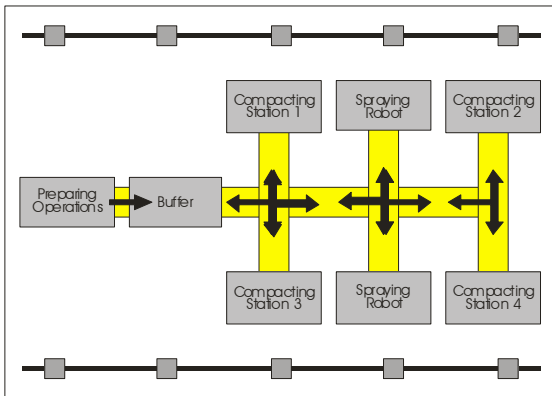 Compacting
Station 1
Spraying
Robot
Compacting
Station 2
Preparing
Operations
Buffer
Compacting
Station 3
Spraying
Robot
Compacting
Station 4